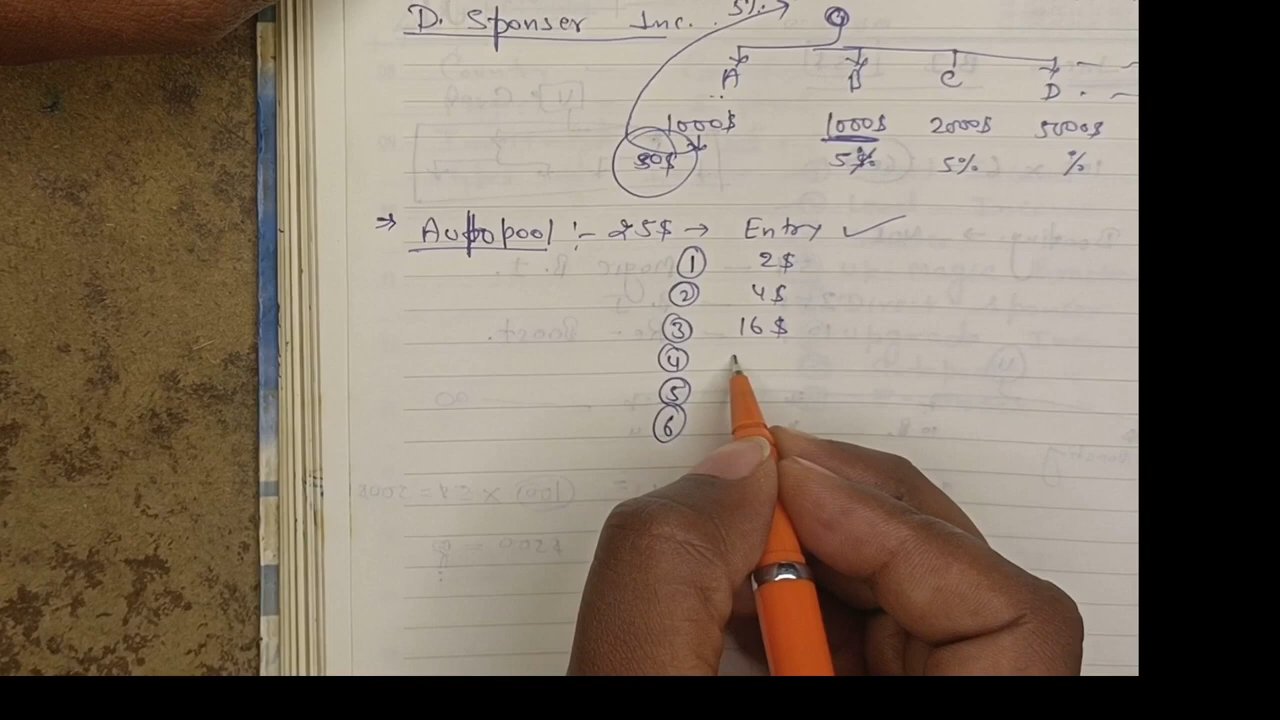 D. Sponser Inc. 5%
A B C D
1000$ 1000$ 2000$ 5000$
50$ 5% 5% %
⇒ Autopool :- 25$ → Entry ✓
① 2$
② 4$
③ 16$
④
⑤
⑥